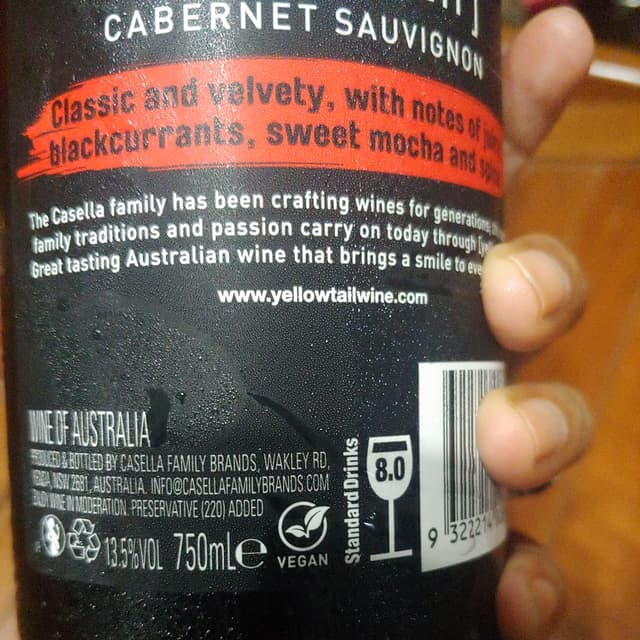 CABERNET SAUVIGNON
Classic and velvety, with notes of
blackcurrants, sweet mocha and
The Casella family has been crafting wines for generations
family traditions and passion carry on today through
Great tasting Australian wine that brings a smile to
www.yellowtailwine.com
WINE OF AUSTRALIA
PRODUCED & BOTTLED BY CASELLA FAMILY BRANDS, WAKLEY RD,
NSW 2681, AUSTRALIA. INFO@CASELLAFAMILYBRANDS.COM
ENJOY WINE IN MODERATION. PRESERVATIVE (220) ADDED
13.5%VOL 750mLe
VEGAN
Standard Drinks
8.0
9 322214